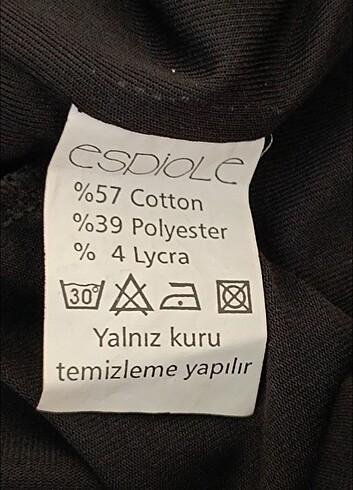 espiole
%57 Cotton
%39 Polyester
% 4 Lycra
30°
Yalnız kuru
temizleme yapılır